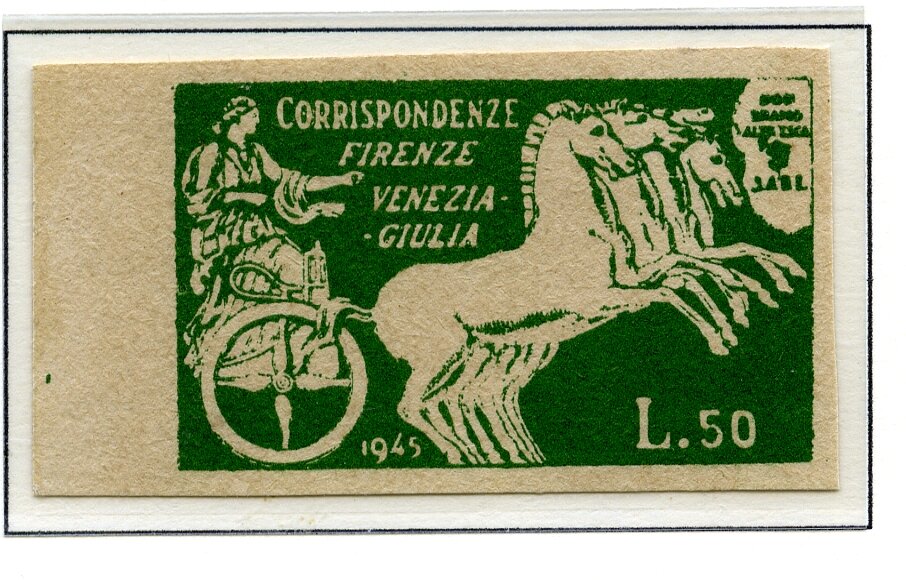 CORRISPONDENZE
FIRENZE
VENEZIA-
-GIULIA
S.A.B.L.
1945
L.50